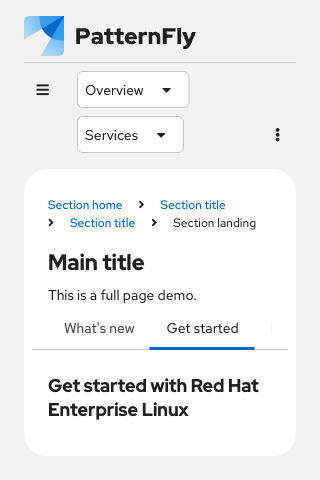 PatternFly
Overview
Services
Section home
Section title
Section title
Section landing
Main title
This is a full page demo.
What's new
Get started
Get started with Red Hat
Enterprise Linux